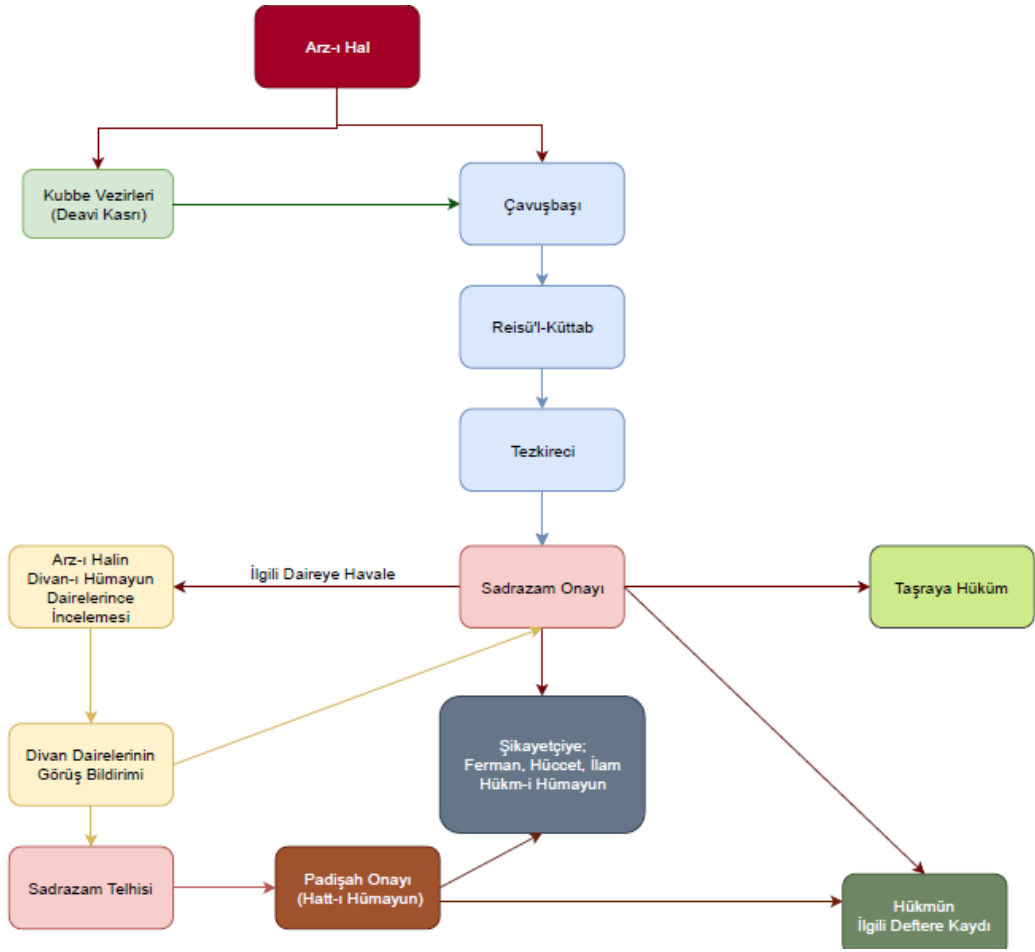 Arz-ı Hal
Kubbe Vezirleri
(Deavi Kasrı)
Çavuşbaşı
Reisü'l-Küttab
Tezkireci
Arz-ı Halin
Divan-ı Hümayun
Dairelerince
İncelemesi
İlgili Daireye Havale
Sadrazam Onayı
Taşraya Hüküm
Divan Dairelerinin
Görüş Bildirimi
Şikayetçiye;
Ferman, Hüccet, İlam
Hükm-i Hümayun
Sadrazam Telhisi
Padişah Onayı
(Hatt-ı Hümayun)
Hükmün
İlgili Deftere Kaydı